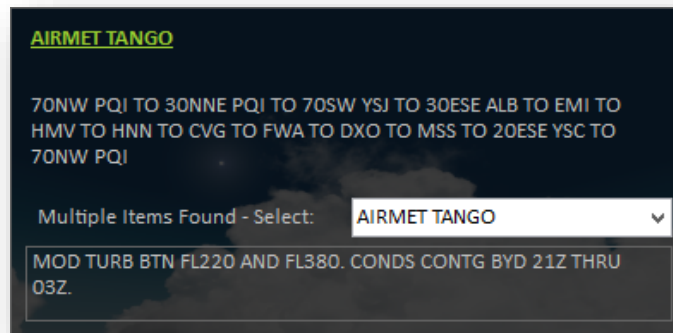 AIRMET TANGO
70NW PQI TO 30NNE PQI TO 70SW YSJ TO 30ESE ALB TO EMI TO
HMV TO HNN TO CVG TO FWA TO DXO TO MSS TO 20ESE YSC TO
70NW PQI
Multiple Items Found - Select: AIRMET TANGO
MOD TURB BTN FL220 AND FL380. CONDS CONTG BYD 21Z THRU
03Z.